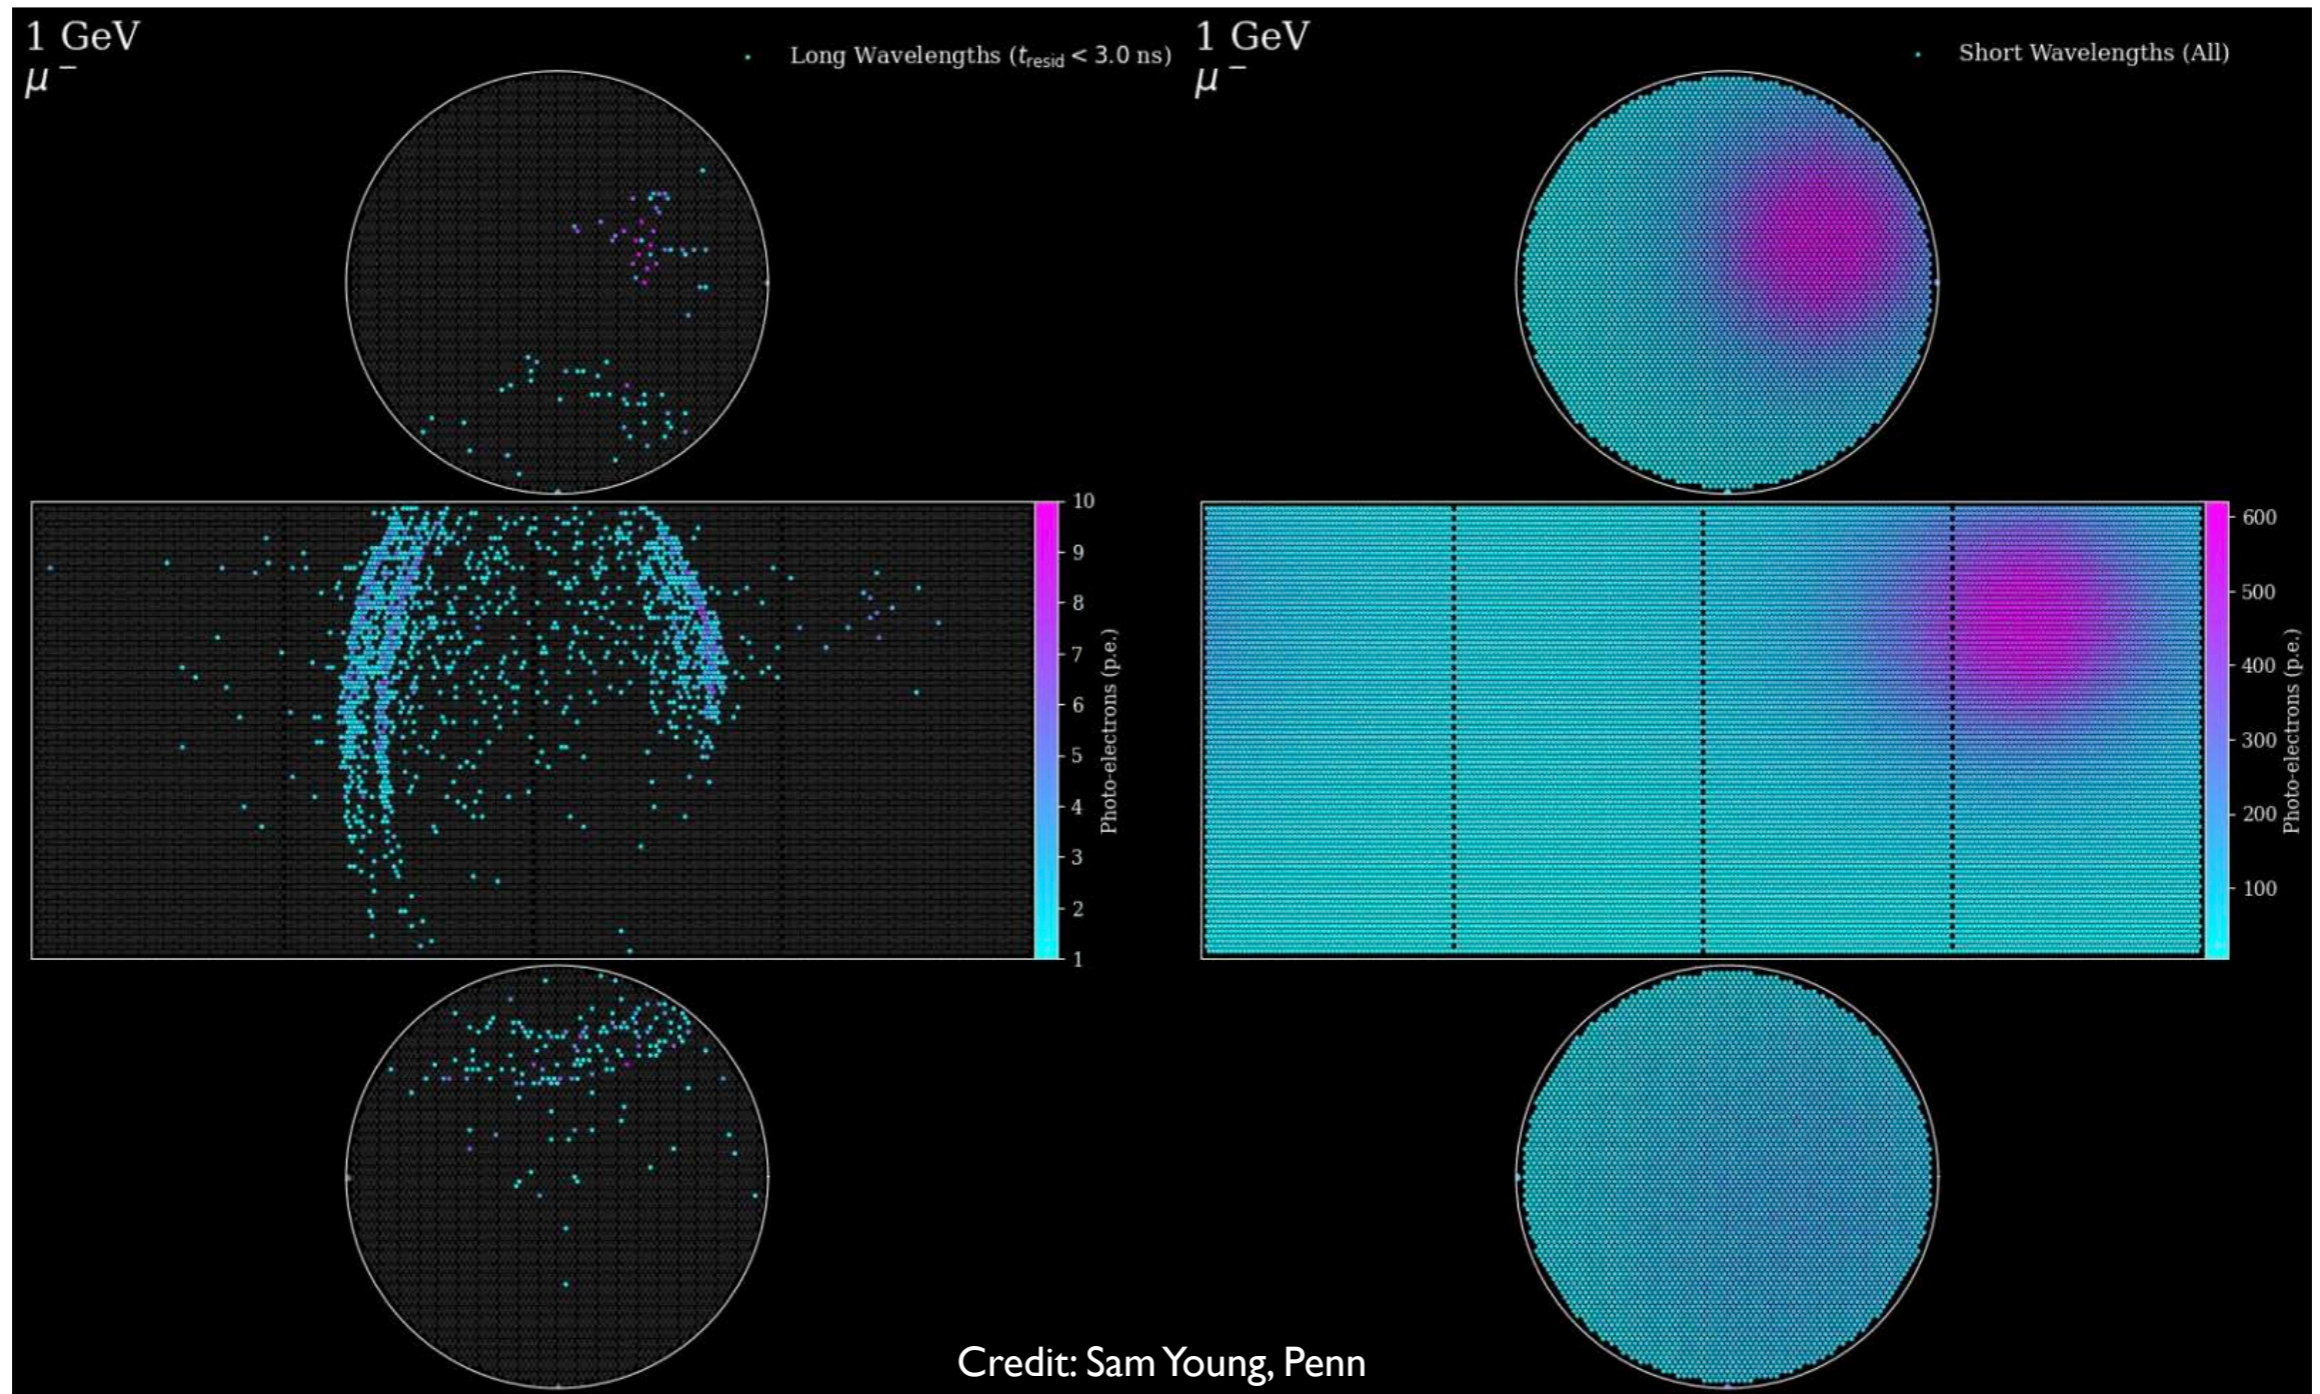 1 GeV
μ⁻
Long Wavelengths (t_resid < 3.0 ns)
10
9
8
7
6
5
4
3
2
1
Photo-electrons (p.e.)
1 GeV
μ⁻
Short Wavelengths (All)
600
500
400
300
200
100
Photo-electrons (p.e.)
Credit: Sam Young, Penn